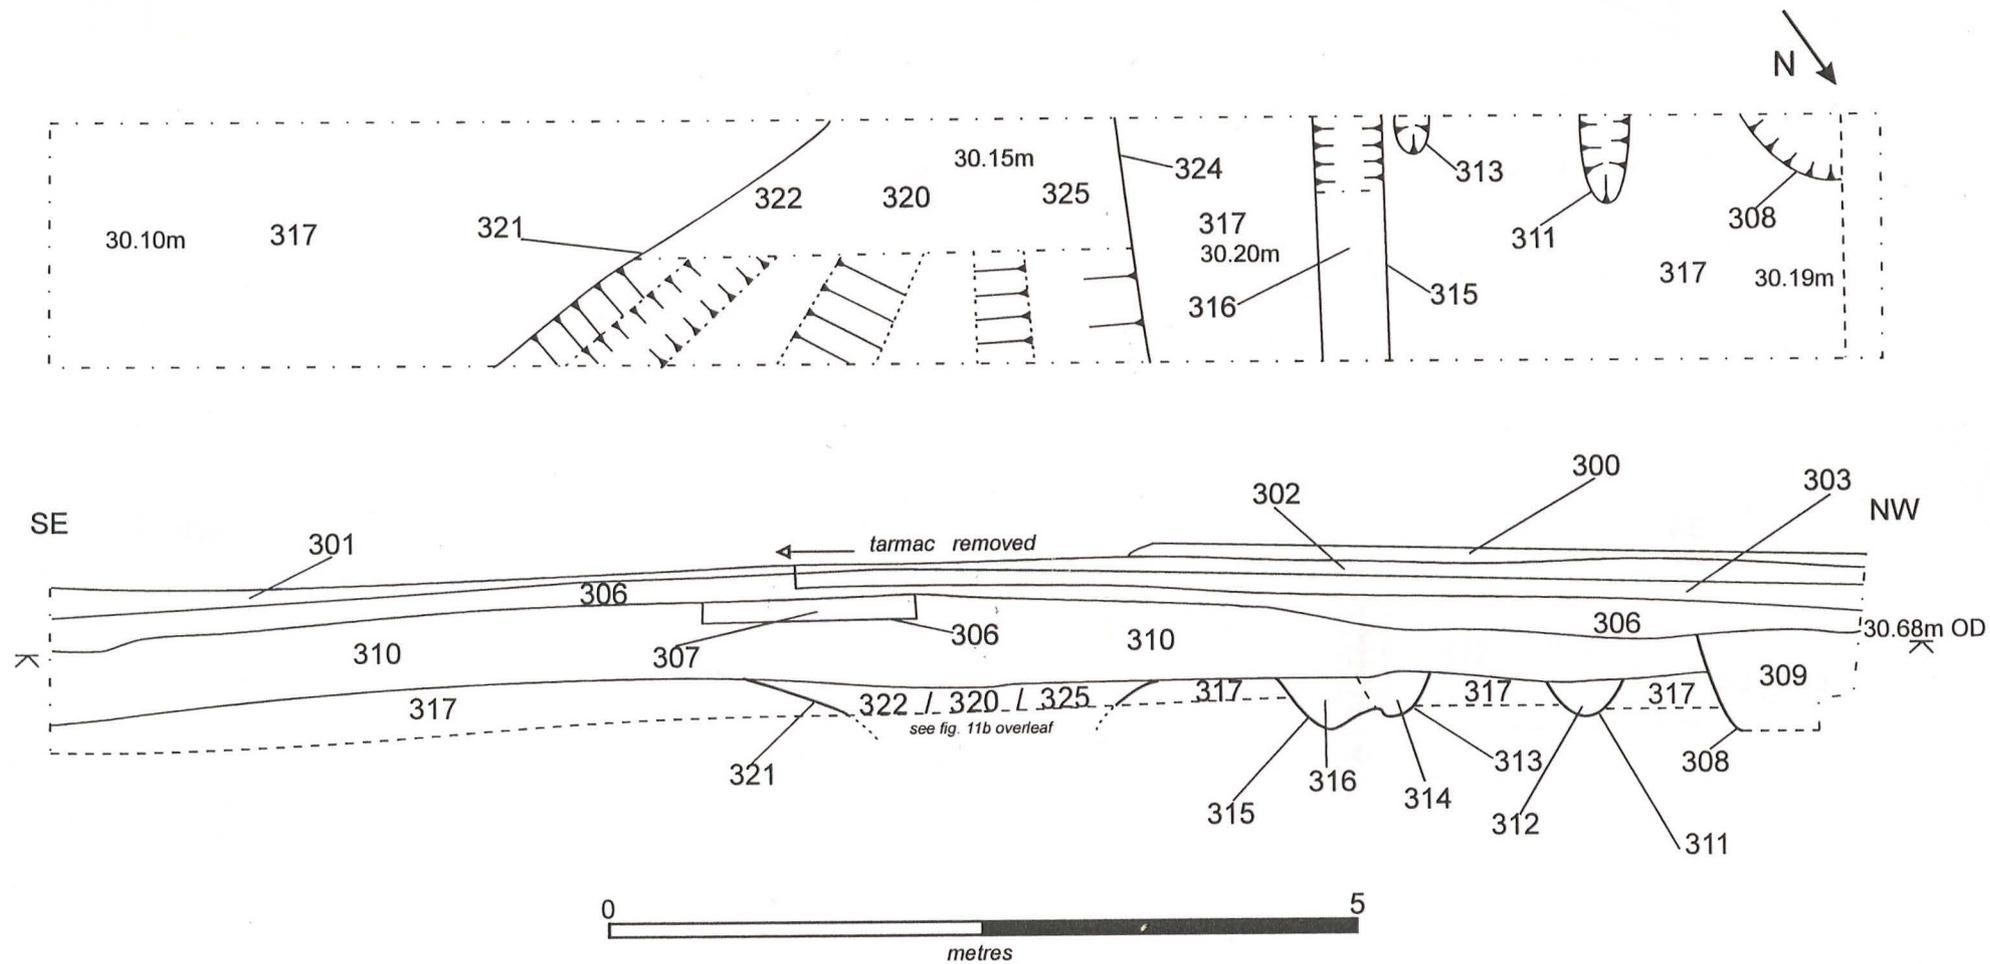 N
30.15m
324
313
322 320 325
30.10m 317 321
317
30.20m
311
308
317 30.19m
316 315
300
302 303
SE NW
301
tarmac removed
306
306
306
30.68m OD
310 307 310
309
317
322 / 320 / 325
317 317 317
see fig. 11b overleaf
321
313
308
316
314
315
312
311
0 5
metres